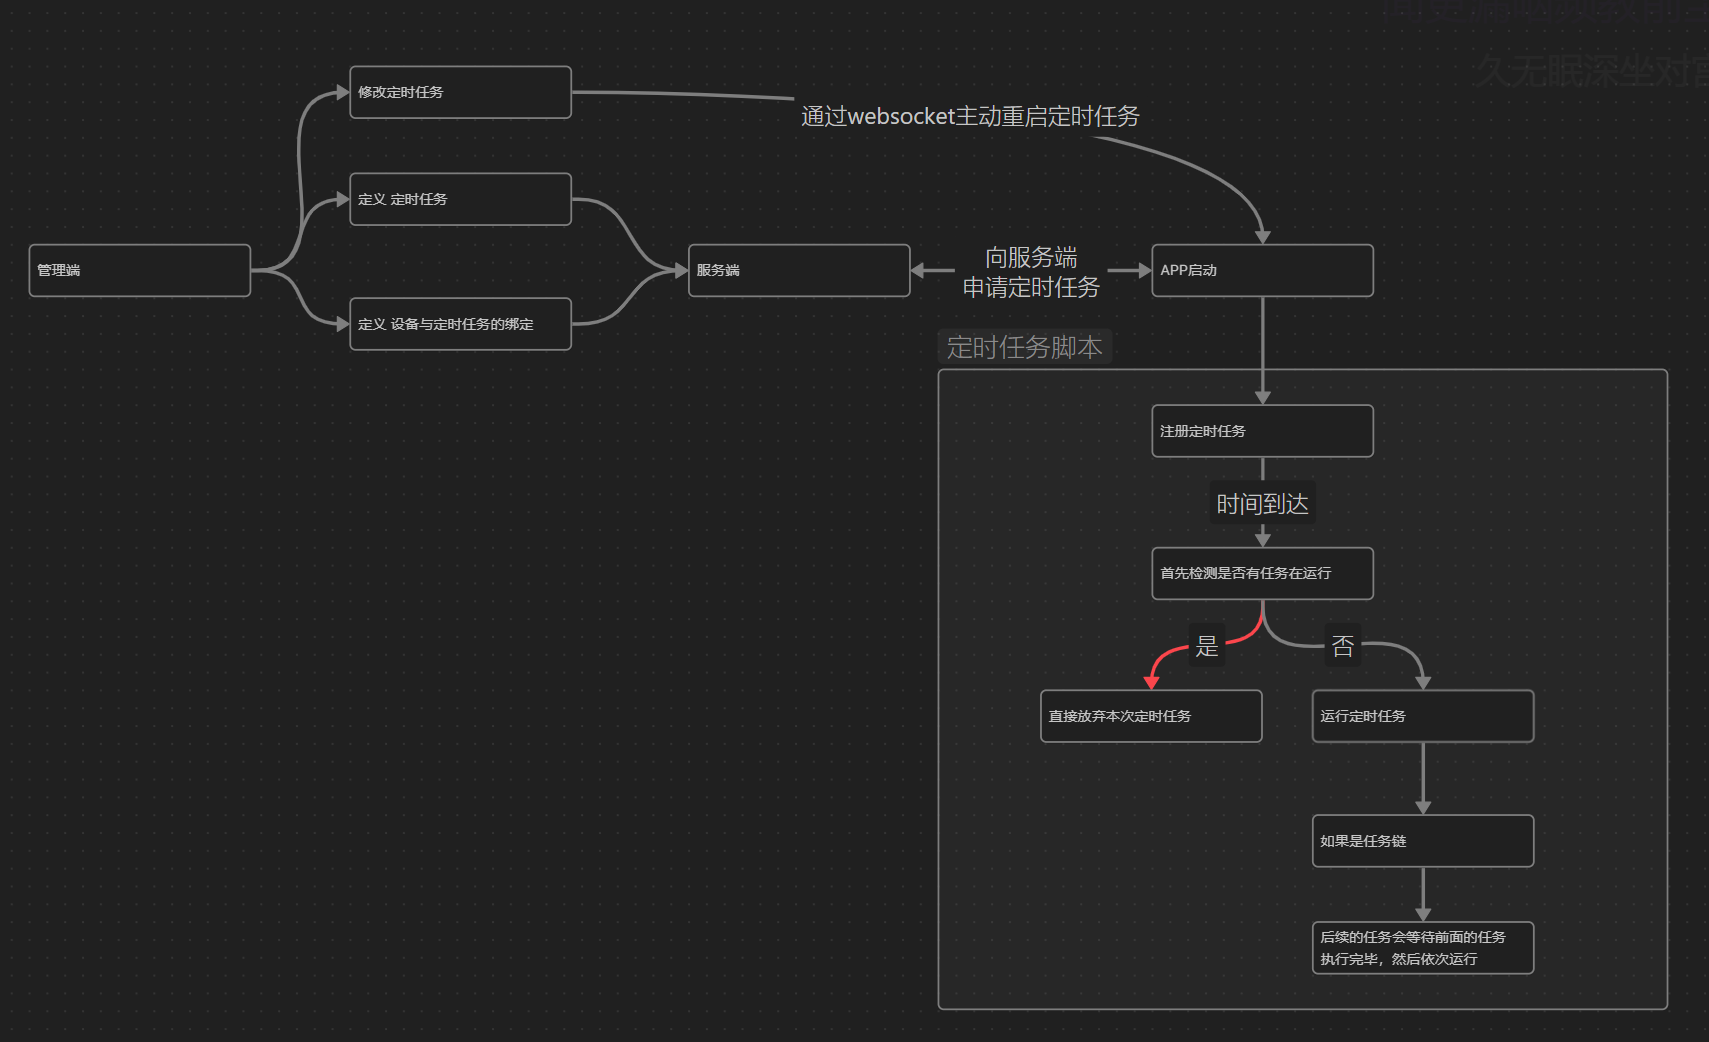 久无眠深坐对
修改定时任务
通过websocket主动重启定时任务
定义 定时任务
管理端
服务端
向服务端
申请定时任务
APP启动
定义 设备与定时任务的绑定
定时任务脚本
注册定时任务
时间到达
首先检测是否有任务在运行
是
否
直接放弃本次定时任务
运行定时任务
如果是任务链
后续的任务会等待前面的任务
执行完毕，然后依次运行